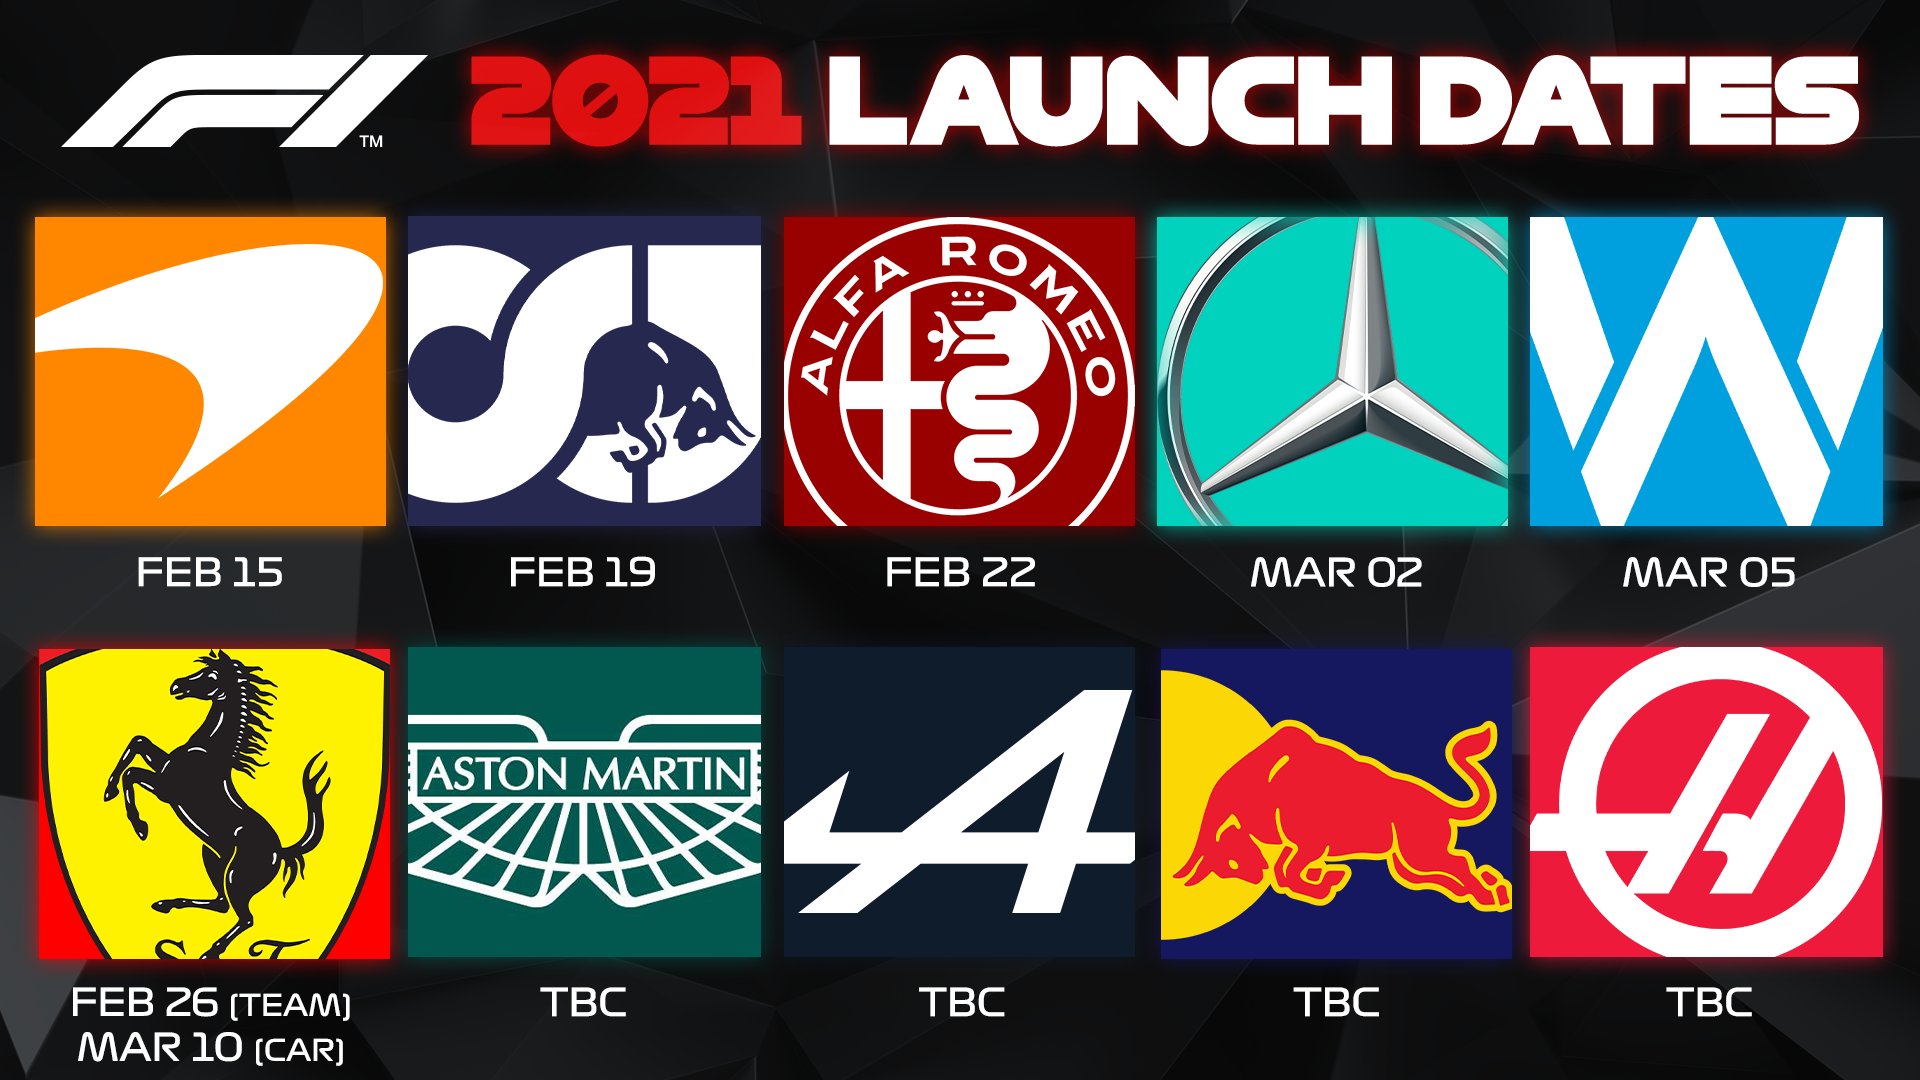 F1 TM
2021 LAUNCH DATES
ALFA ROMEO
FEB 15
FEB 19
FEB 22
MAR 02
MAR 05
S F
ASTON MARTIN
FEB 26 (TEAM)
MAR 10 (CAR)
TBC
TBC
TBC
TBC